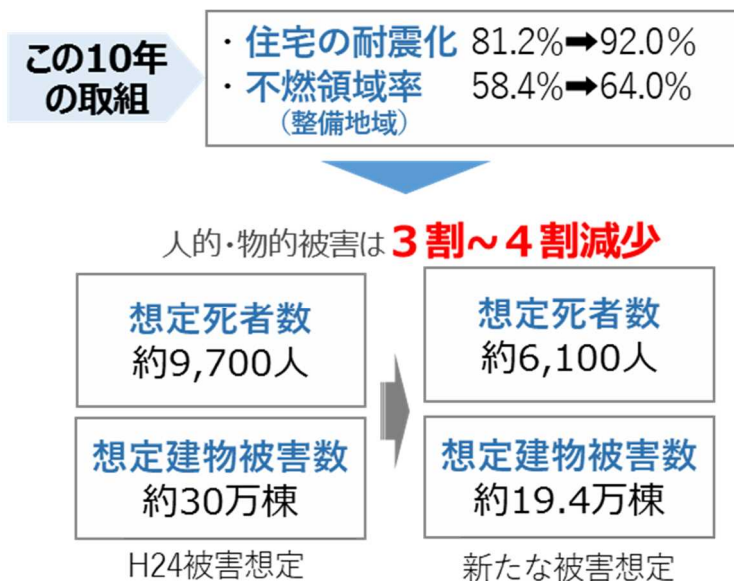 この10年
の取組
・住宅の耐震化 81.2%➡92.0%
・不燃領域率 58.4%➡64.0%
(整備地域)
人的・物的被害は3割~4割減少
想定死者数
約9,700人
想定建物被害数
約30万棟
H24被害想定
想定死者数
約6,100人
想定建物被害数
約19.4万棟
新たな被害想定